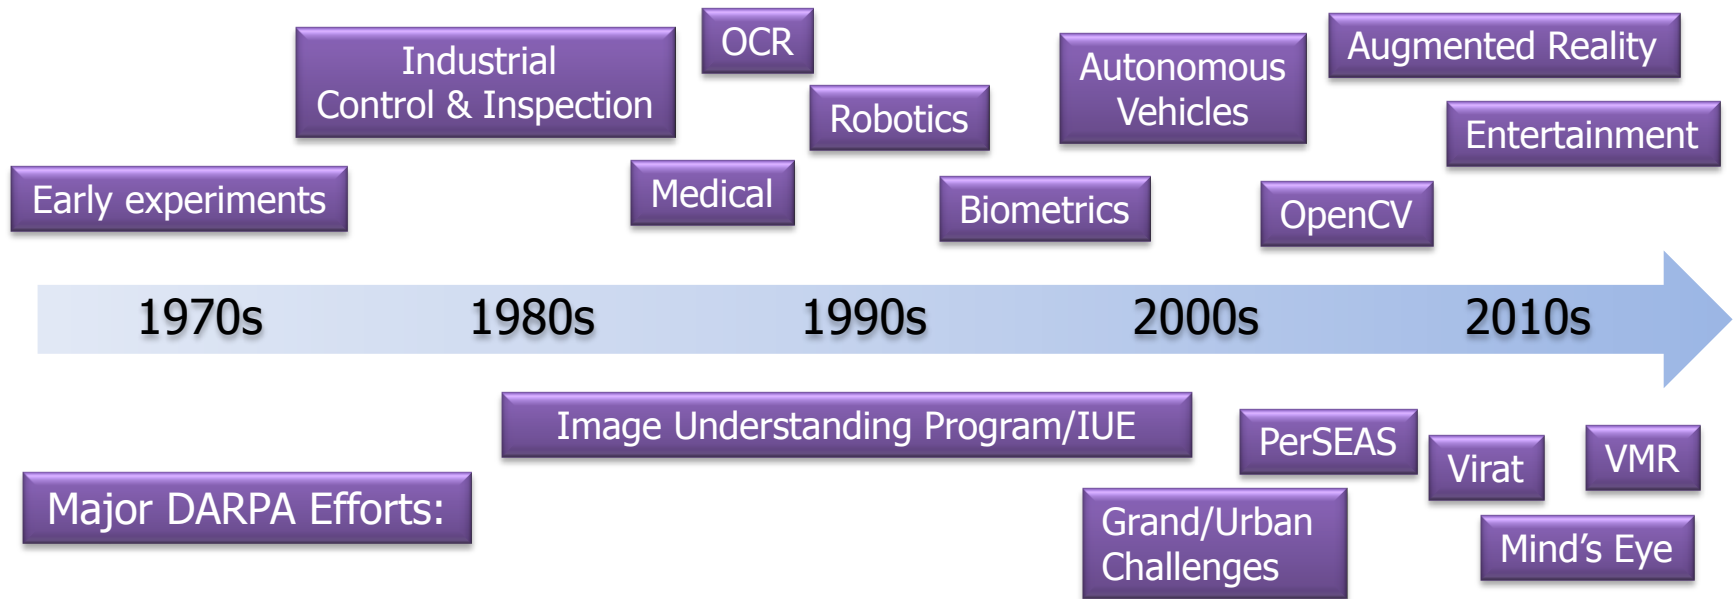 OCR
Industrial
Control & Inspection
Augmented Reality
Autonomous
Vehicles
Robotics
Entertainment
Early experiments
Medical
Biometrics
OpenCV
1970s 1980s 1990s 2000s 2010s
Image Understanding Program/IUE
PerSEAS
Virat
VMR
Major DARPA Efforts:
Grand/Urban
Challenges
Mind’s Eye